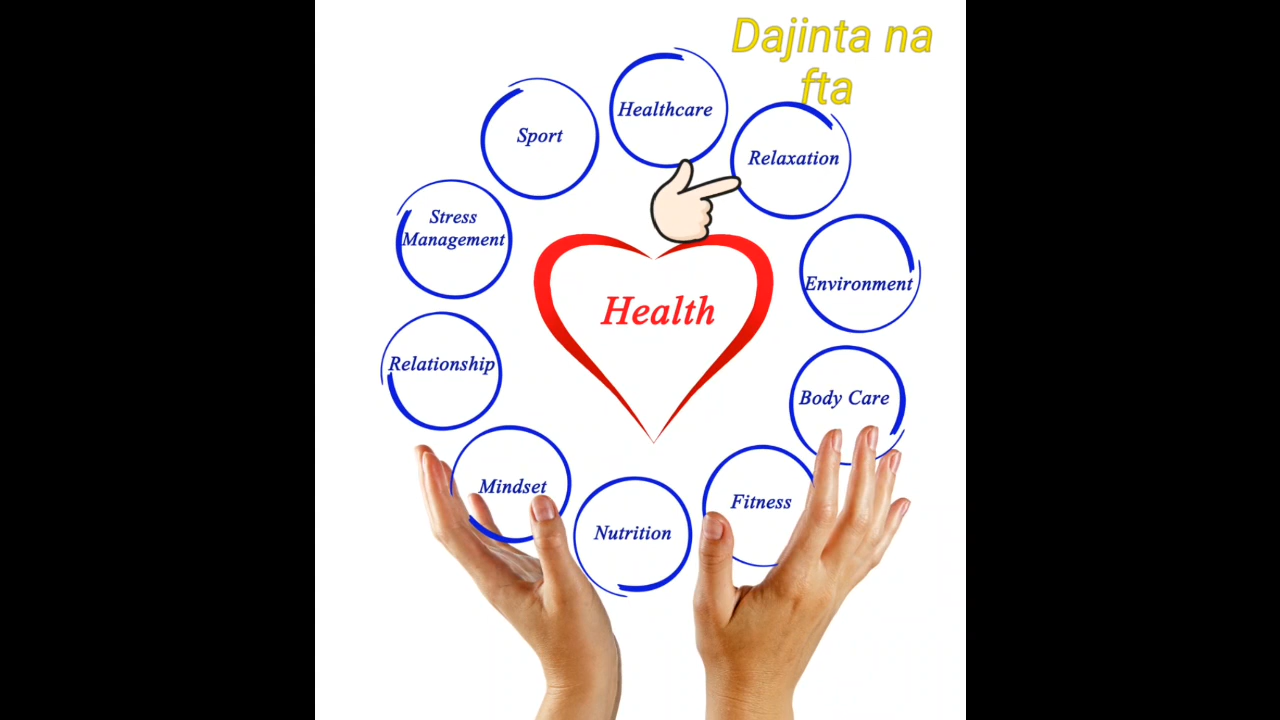 Dajinta na
fta
Healthcare
Sport
Relaxation
Stress
Management
Environment
Health
Relationship
Body Care
Mindset
Fitness
Nutrition